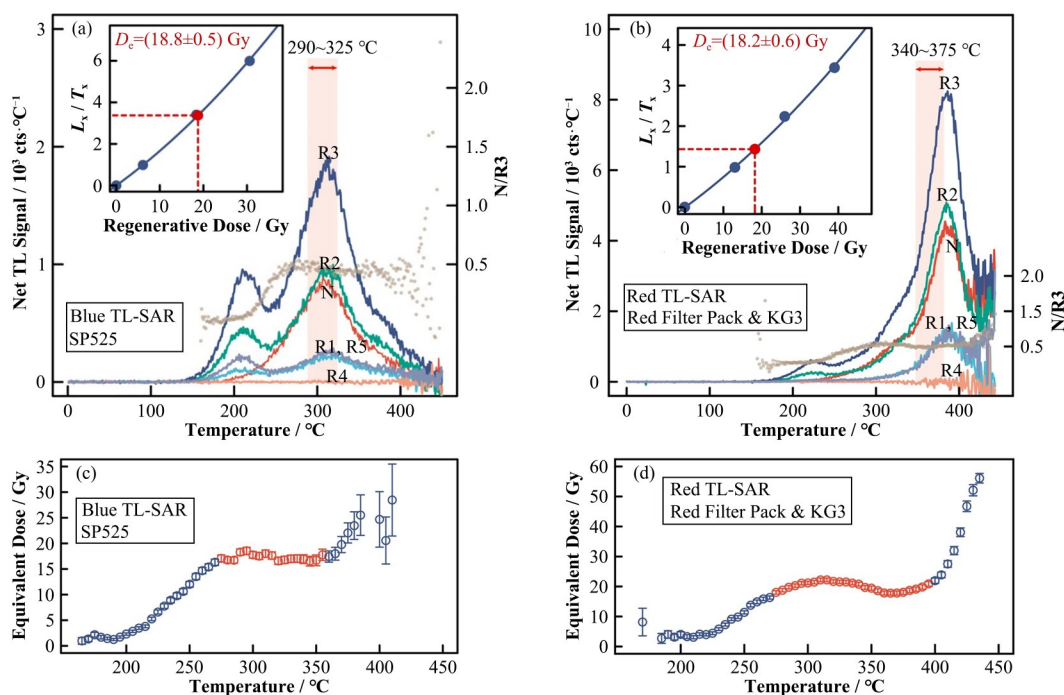 (a)
Dₑ=(18.8±0.5) Gy
290~325 ℃
Net TL Signal / 10³ cts·℃⁻¹
3
2
1
0
Lₓ / Tₓ
6
4
2
0
0 10 20 30
Regenerative Dose / Gy
R3
R2
N
R1, R5
R4
Blue TL-SAR
SP525
2.0
1.5
1.0
0.5
N/R3
0 100 200 300 400
Temperature / ℃
(b)
Dₑ=(18.2±0.6) Gy
340~375 ℃
Net TL Signal / 10³ cts·℃⁻¹
10
8
6
4
2
0
Lₓ / Tₓ
4
3
2
1
0
0 10 20 30 40
Regenerative Dose / Gy
R3
R2
N
R1, R5
R4
Red TL-SAR
Red Filter Pack & KG3
2.0
1.5
1.0
0.5
N/R3
0 100 200 300 400
Temperature / ℃
(c)
Blue TL-SAR
SP525
Equivalent Dose / Gy
35
30
25
20
15
10
5
0
200 250 300 350 400 450
Temperature / ℃
(d)
Red TL-SAR
Red Filter Pack & KG3
Equivalent Dose / Gy
60
50
40
30
20
10
0
200 250 300 350 400 450
Temperature / ℃